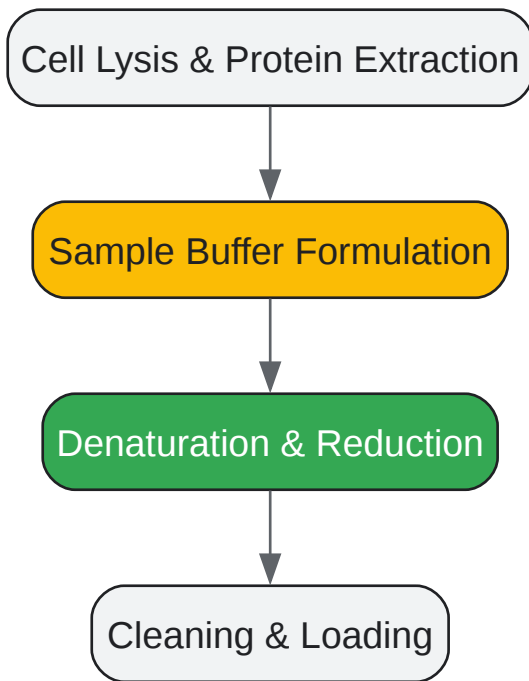 Cell Lysis & Protein Extraction
Sample Buffer Formulation
Denaturation & Reduction
Cleaning & Loading